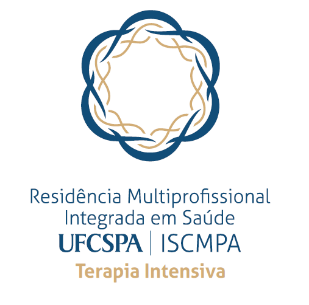 Residência Multiprofissional
Integrada em Saúde
UFCSPA | ISCMPA
Terapia Intensiva